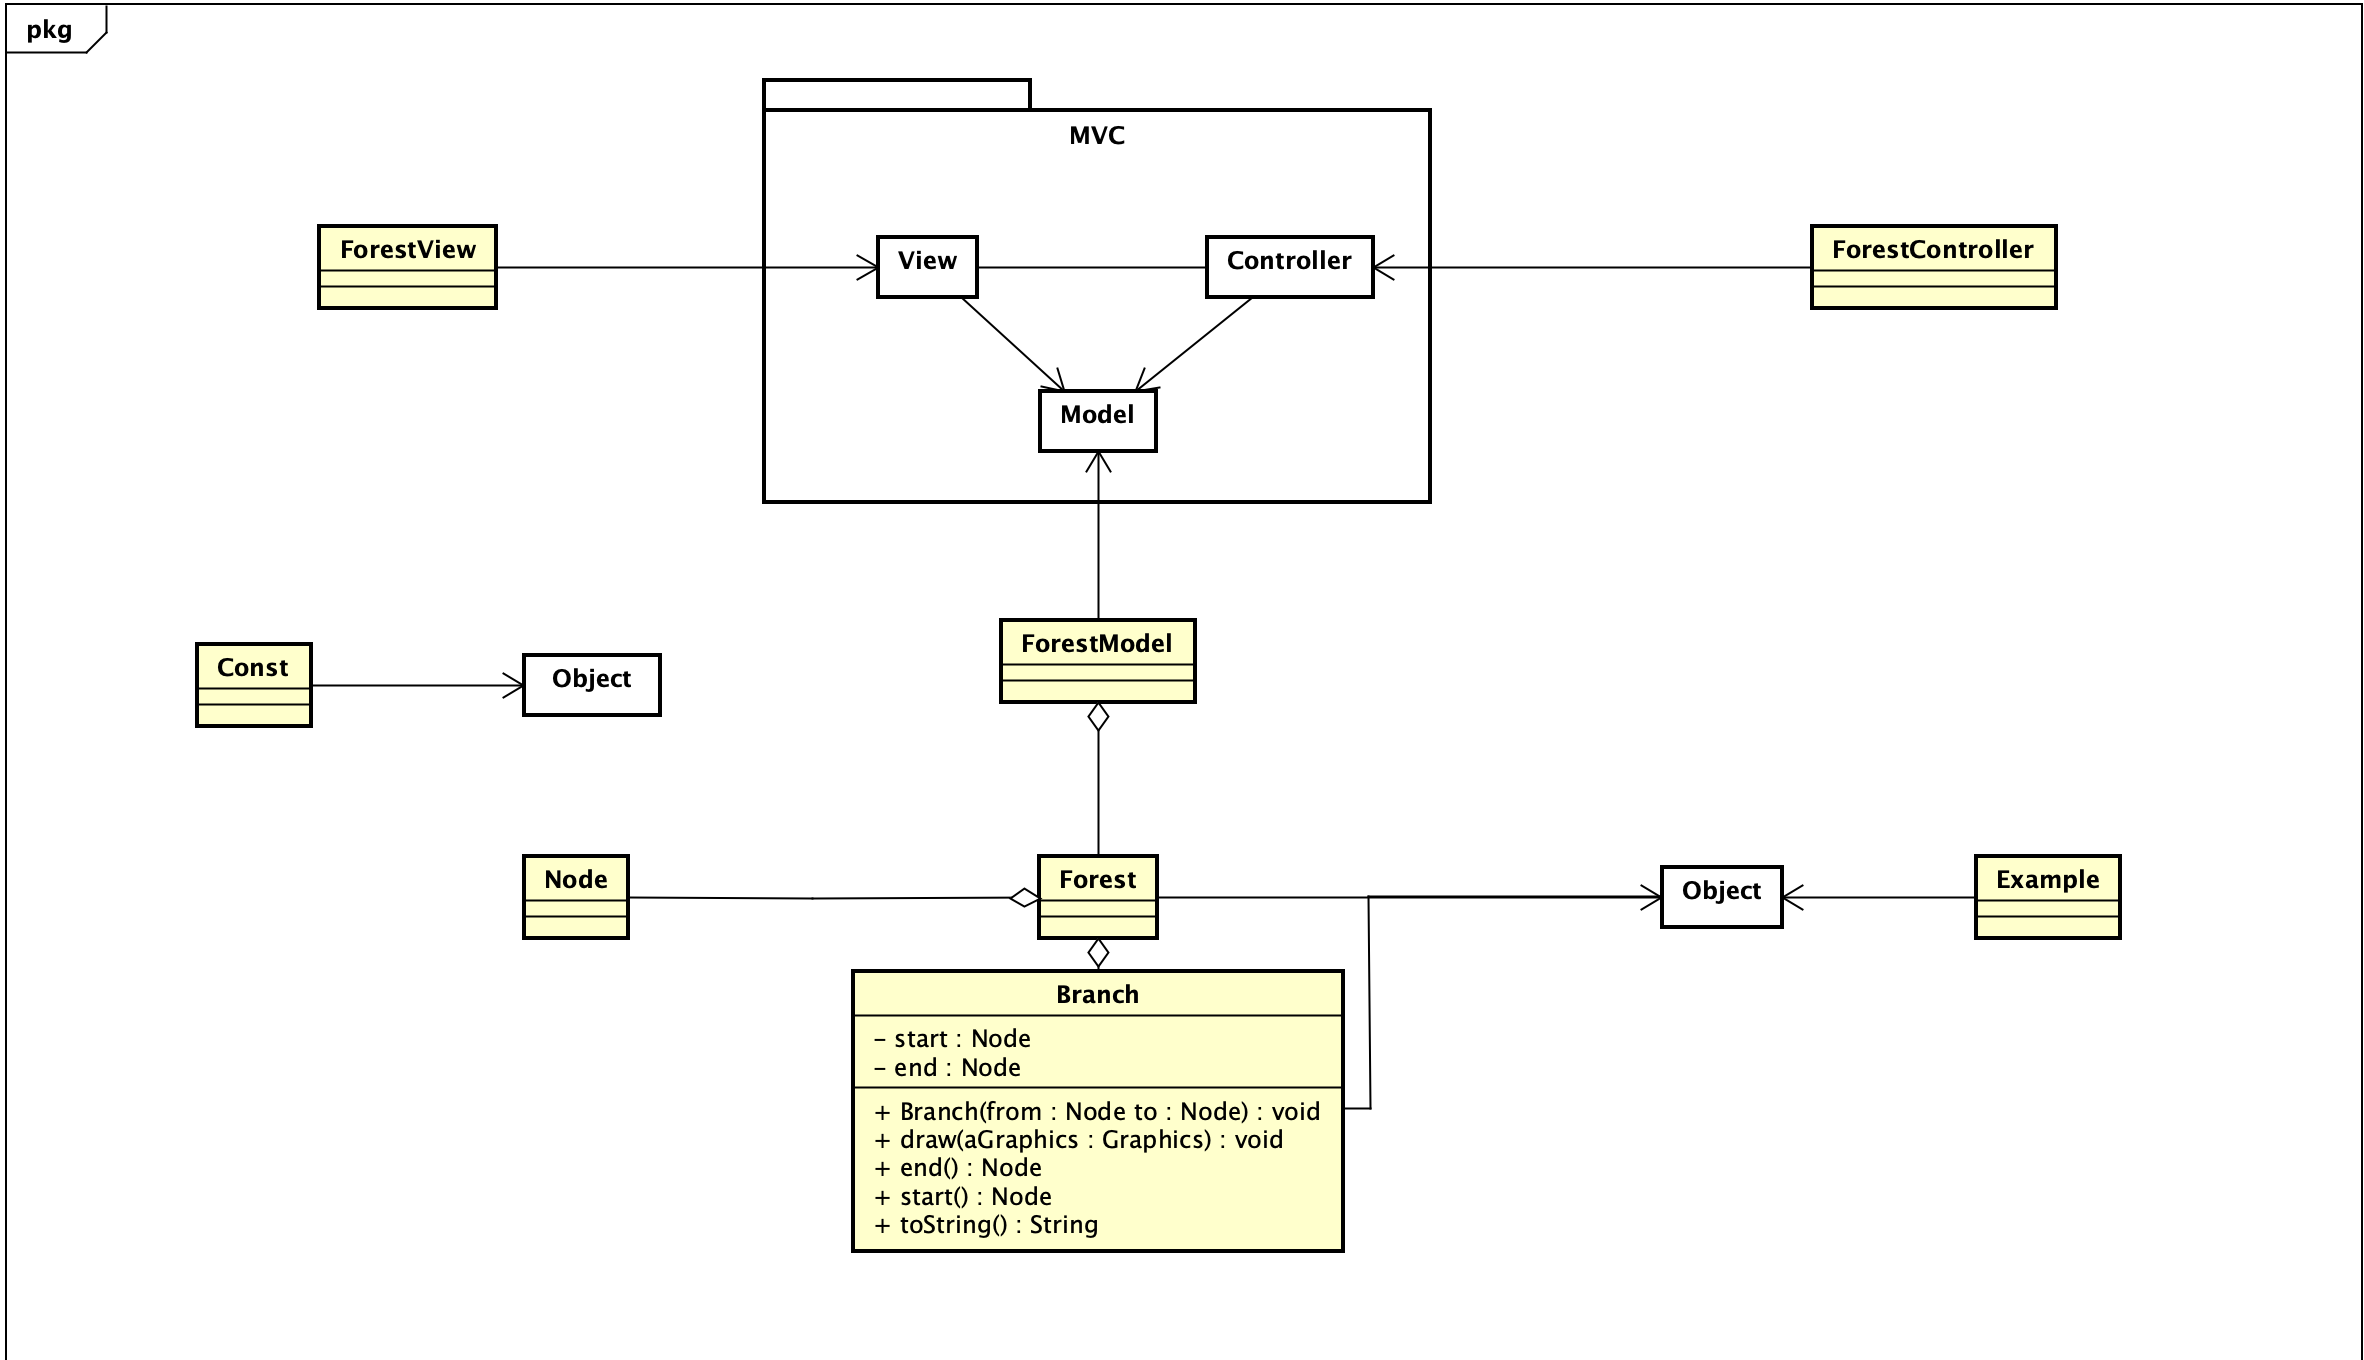 pkg
MVC
ForestView
View
Controller
ForestController
Model
ForestModel
Const
Object
Node
Forest
Object
Example
Branch
– start : Node
– end : Node
+ Branch(from : Node to : Node) : void
+ draw(aGraphics : Graphics) : void
+ end() : Node
+ start() : Node
+ toString() : String